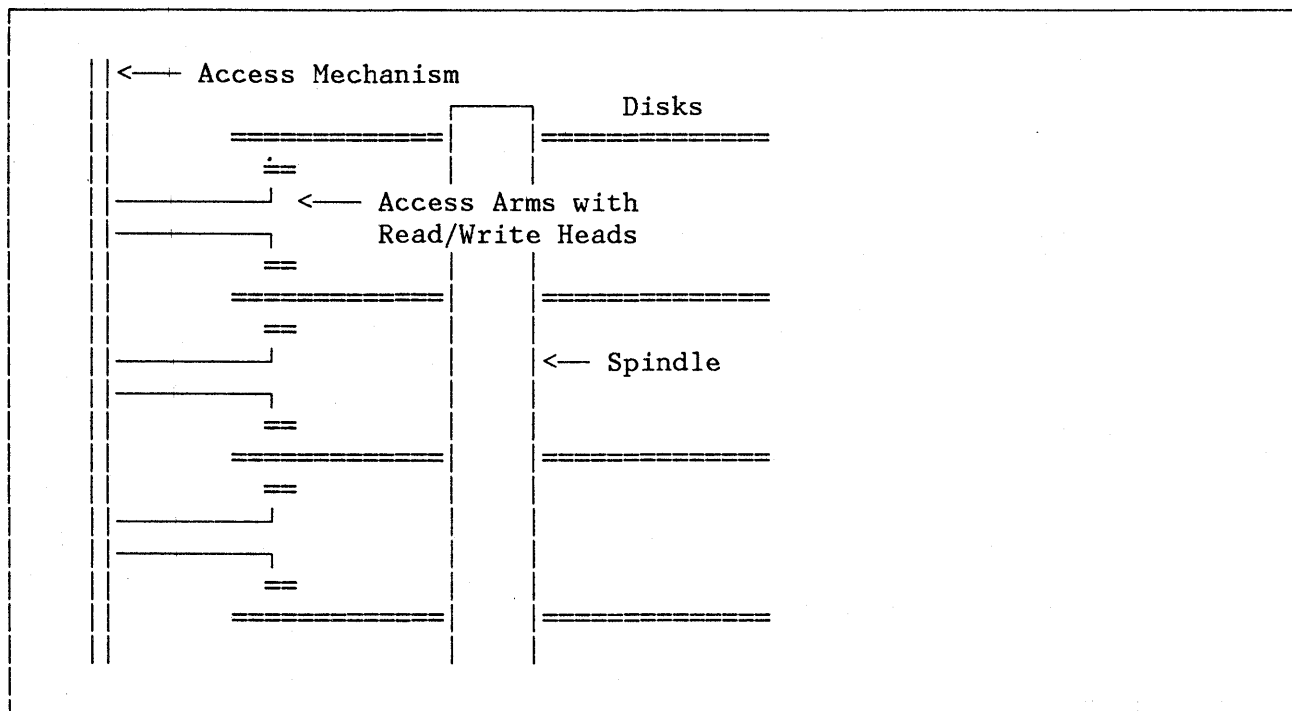 Access Mechanism
Disks
Access Arms with
Read/Write Heads
Spindle